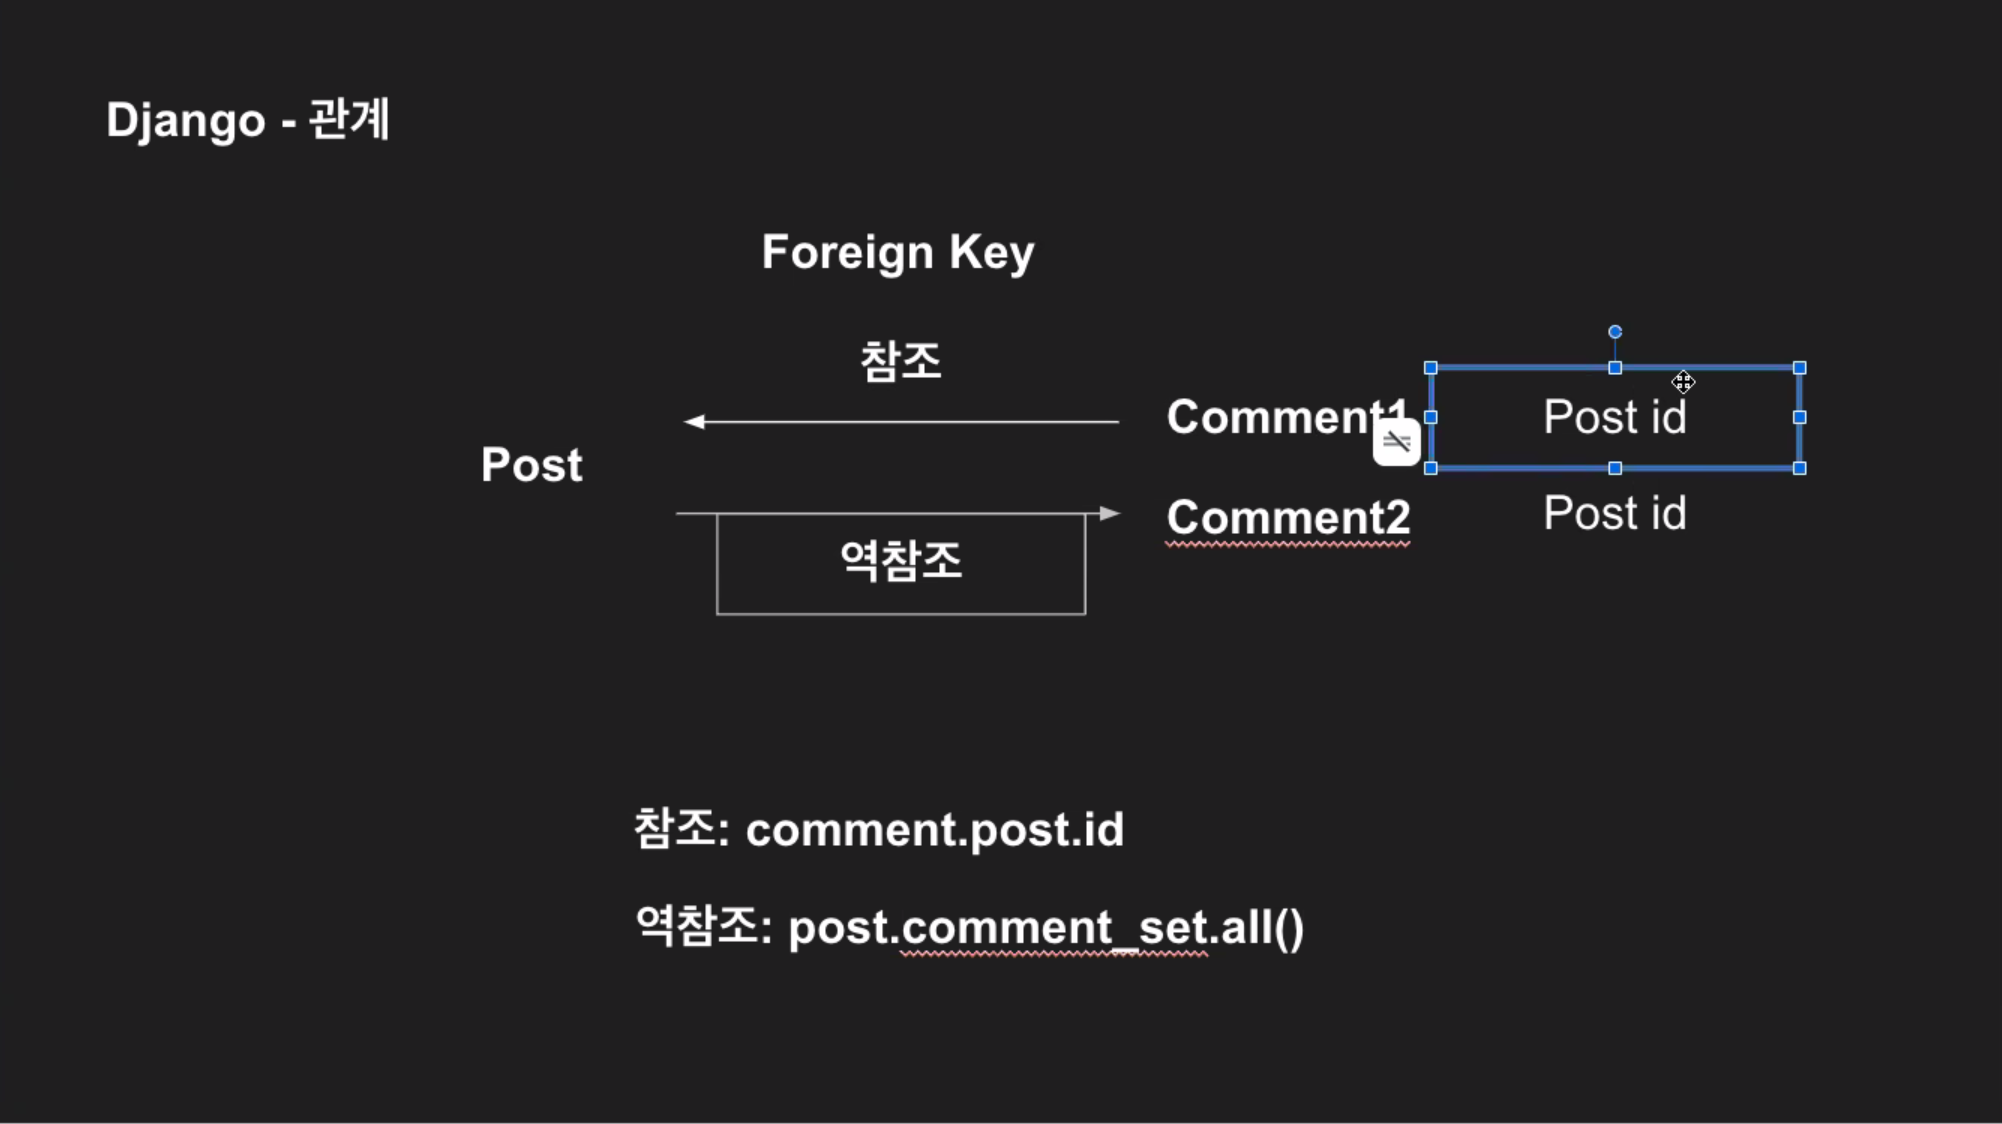 Django - 관계
Foreign Key
참조
Comment1
Post id
Post
Comment2
Post id
역참조
참조: comment.post.id
역참조: post.comment_set.all()